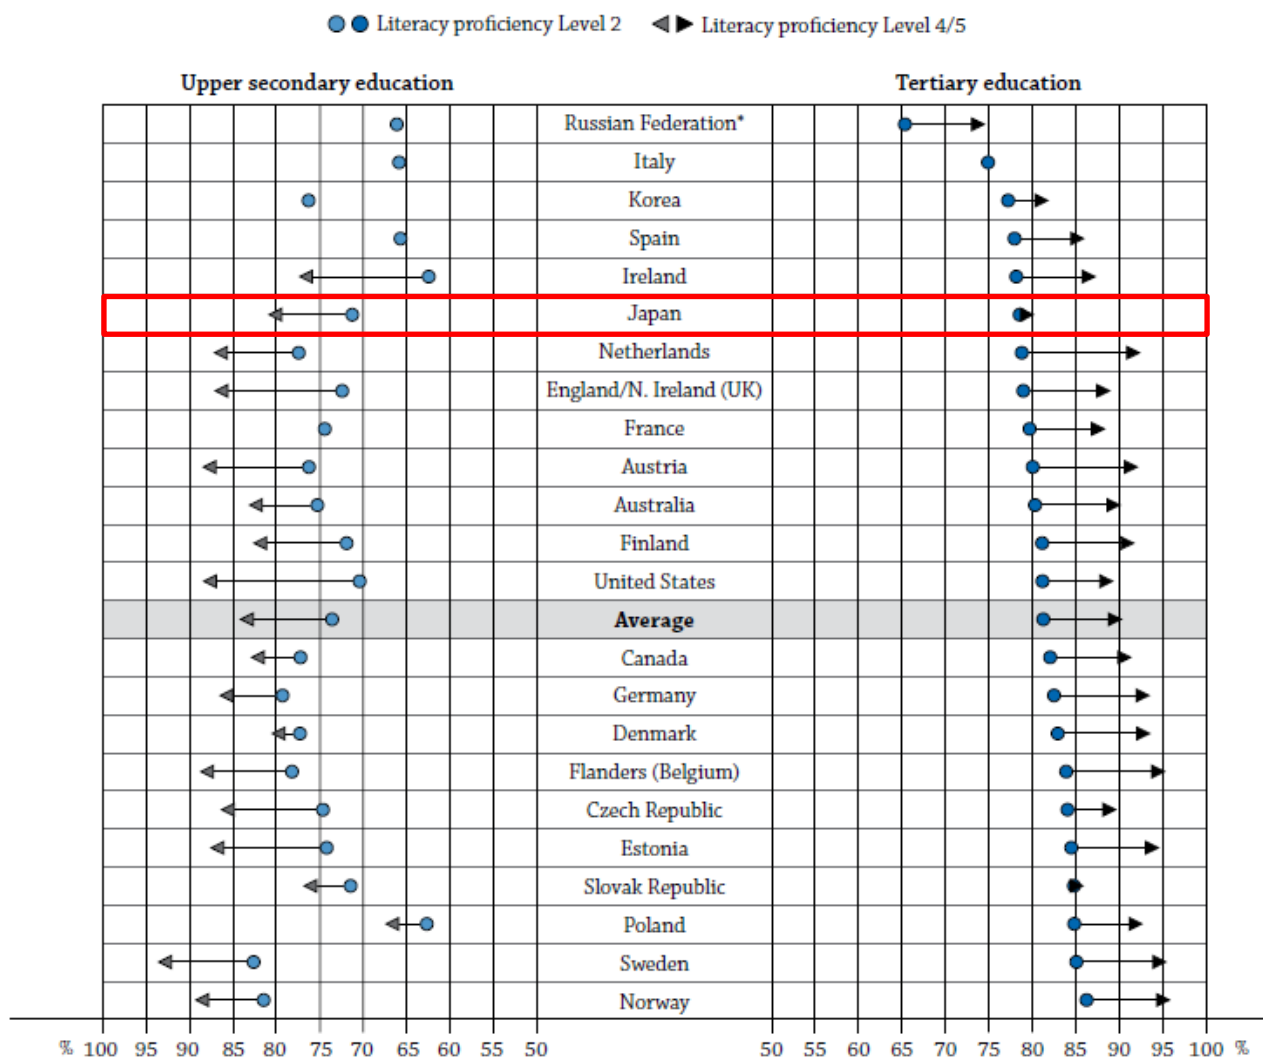 Literacy proficiency Level 2 Literacy proficiency Level 4/5
Upper secondary education Tertiary education
Russian Federation*
Italy
Korea
Spain
Ireland
Japan
Netherlands
England/N. Ireland (UK)
France
Austria
Australia
Finland
United States
Average
Canada
Germany
Denmark
Flanders (Belgium)
Czech Republic
Estonia
Slovak Republic
Poland
Sweden
Norway
% 100 95 90 85 80 75 70 65 60 55 50 50 55 60 65 70 75 80 85 90 95 100 %